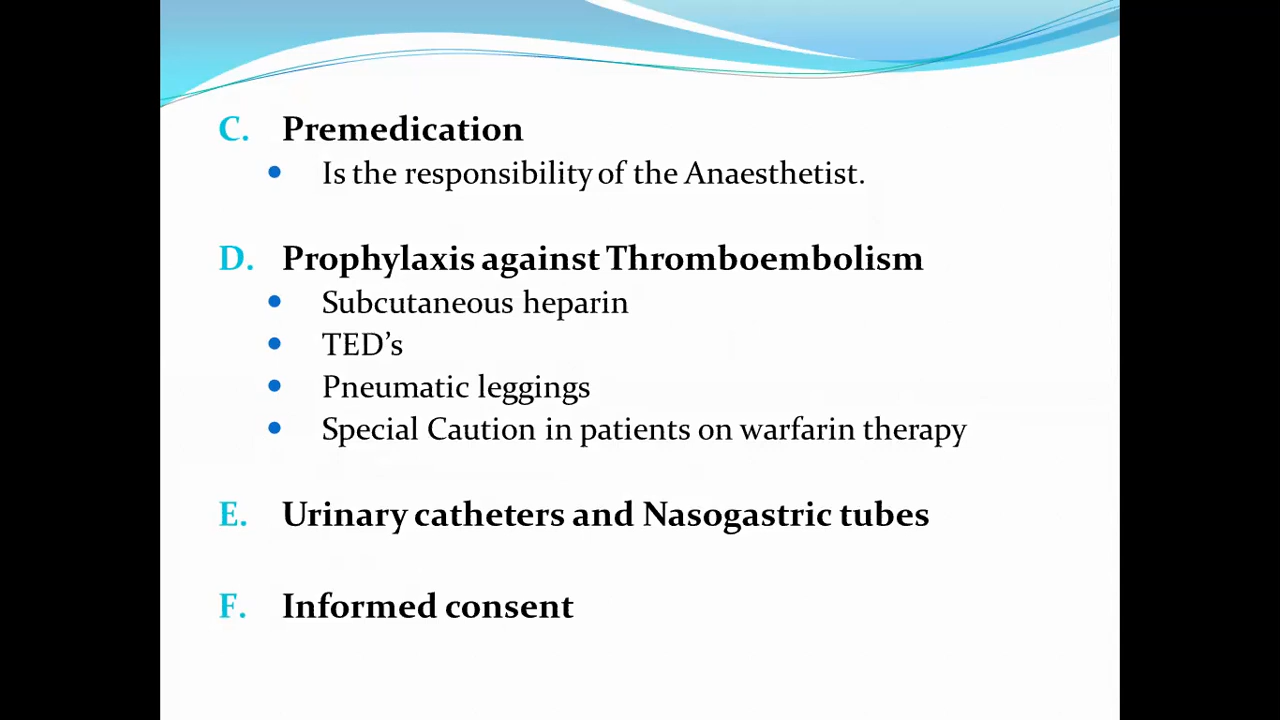 C. Premedication
• Is the responsibility of the Anaesthetist.
D. Prophylaxis against Thromboembolism
• Subcutaneous heparin
• TED’s
• Pneumatic leggings
• Special Caution in patients on warfarin therapy
E. Urinary catheters and Nasogastric tubes
F. Informed consent